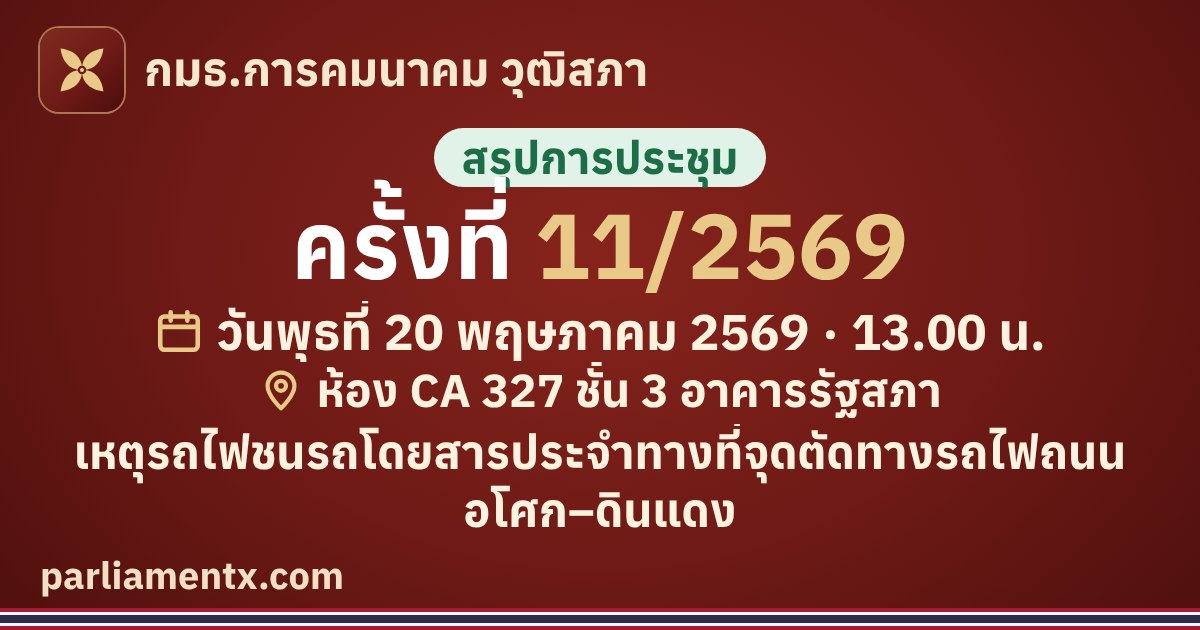 กมธ.การคมนาคม วุฒิสภา
สรุปการประชุม
ครั้งที่ 11/2569
วันพุธที่ 20 พฤษภาคม 2569 · 13.00 น.
ห้อง CA 327 ชั้น 3 อาคารรัฐสภา
เหตุรถไฟชนรถโดยสารประจำทางที่จุดตัดทางรถไฟถนน
อโศก–ดินแดง
parliamentx.com